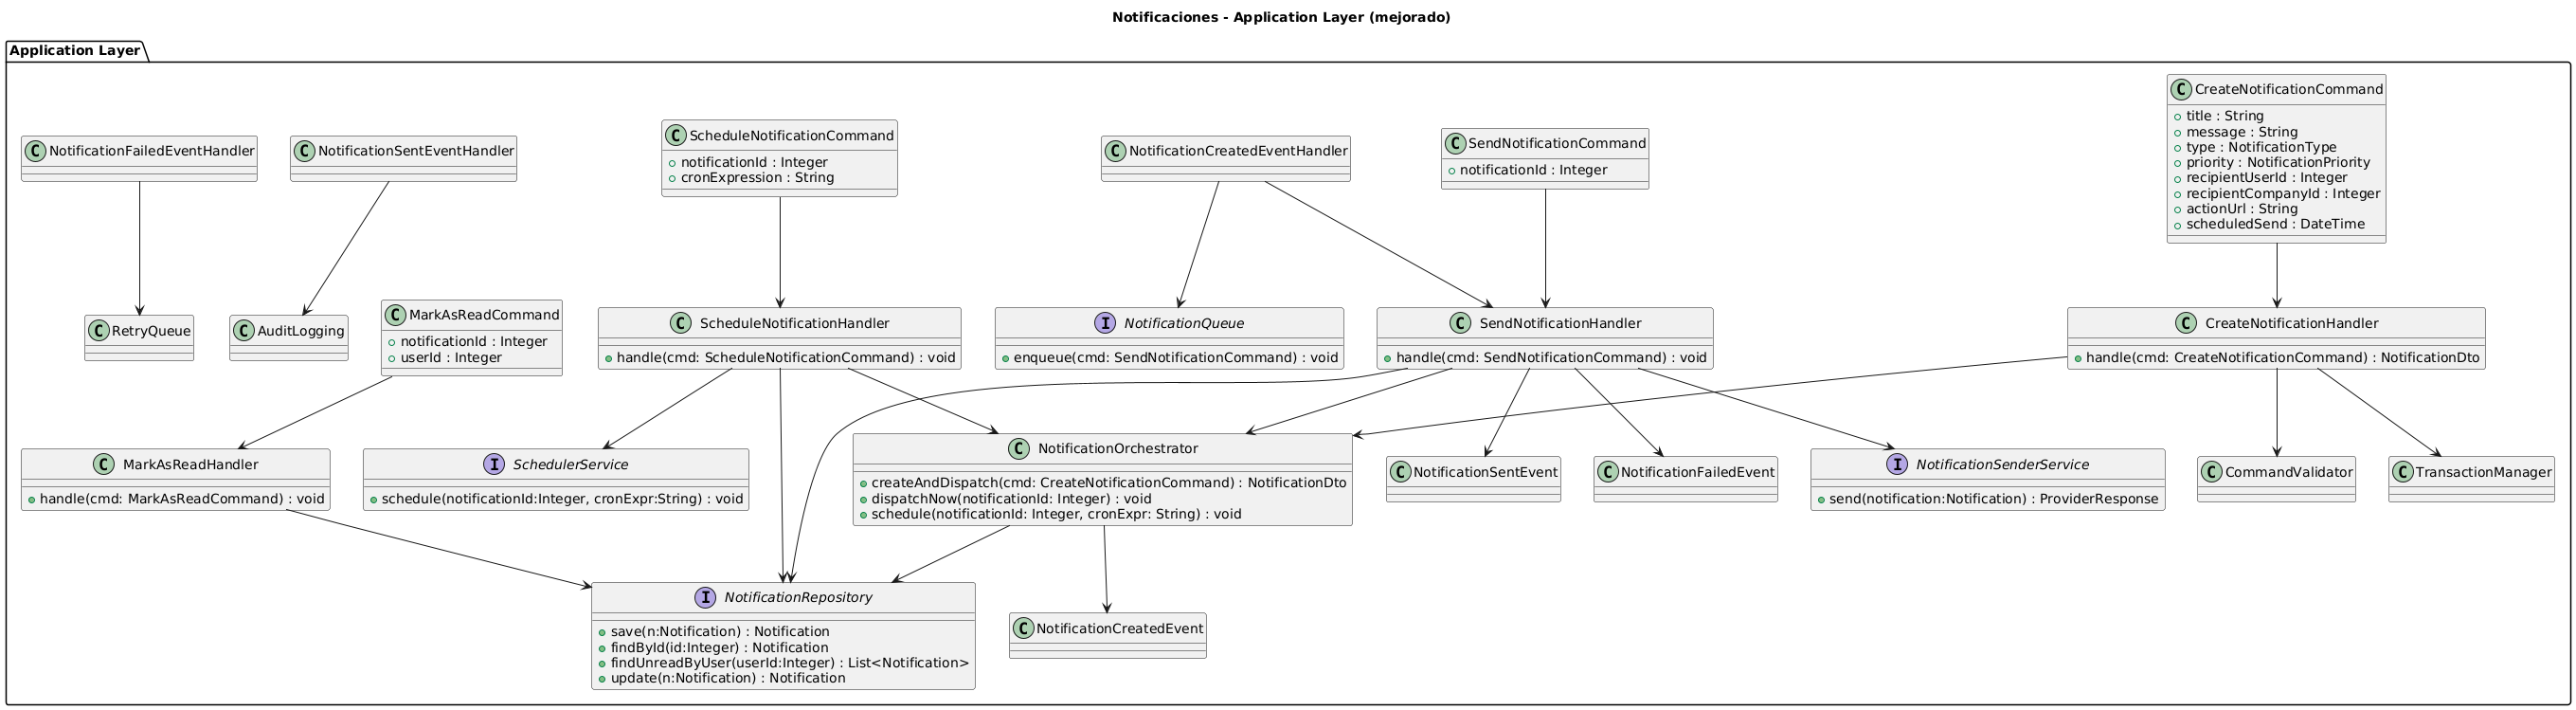 Notificaciones - Application Layer (mejorado)
Application Layer
CreateNotificationCommand
title : String
message : String
type : NotificationType
priority : NotificationPriority
recipientUserId : Integer
recipientCompanyId : Integer
actionUrl : String
scheduledSend : DateTime
NotificationFailedEventHandler
NotificationSentEventHandler
ScheduleNotificationCommand
notificationId : Integer
cronExpression : String
NotificationCreatedEventHandler
SendNotificationCommand
notificationId : Integer
RetryQueue
AuditLogging
MarkAsReadCommand
notificationId : Integer
userId : Integer
ScheduleNotificationHandler
handle(cmd: ScheduleNotificationCommand) : void
NotificationQueue
enqueue(cmd: SendNotificationCommand) : void
SendNotificationHandler
handle(cmd: SendNotificationCommand) : void
CreateNotificationHandler
handle(cmd: CreateNotificationCommand) : NotificationDto
MarkAsReadHandler
handle(cmd: MarkAsReadCommand) : void
SchedulerService
schedule(notificationId:Integer, cronExpr:String) : void
NotificationOrchestrator
createAndDispatch(cmd: CreateNotificationCommand) : NotificationDto
dispatchNow(notificationId: Integer) : void
schedule(notificationId: Integer, cronExpr: String) : void
NotificationSentEvent
NotificationFailedEvent
NotificationSenderService
send(notification:Notification) : ProviderResponse
CommandValidator
TransactionManager
NotificationRepository
save(n:Notification) : Notification
findById(id:Integer) : Notification
findUnreadByUser(userId:Integer) : List<Notification>
update(n:Notification) : Notification
NotificationCreatedEvent